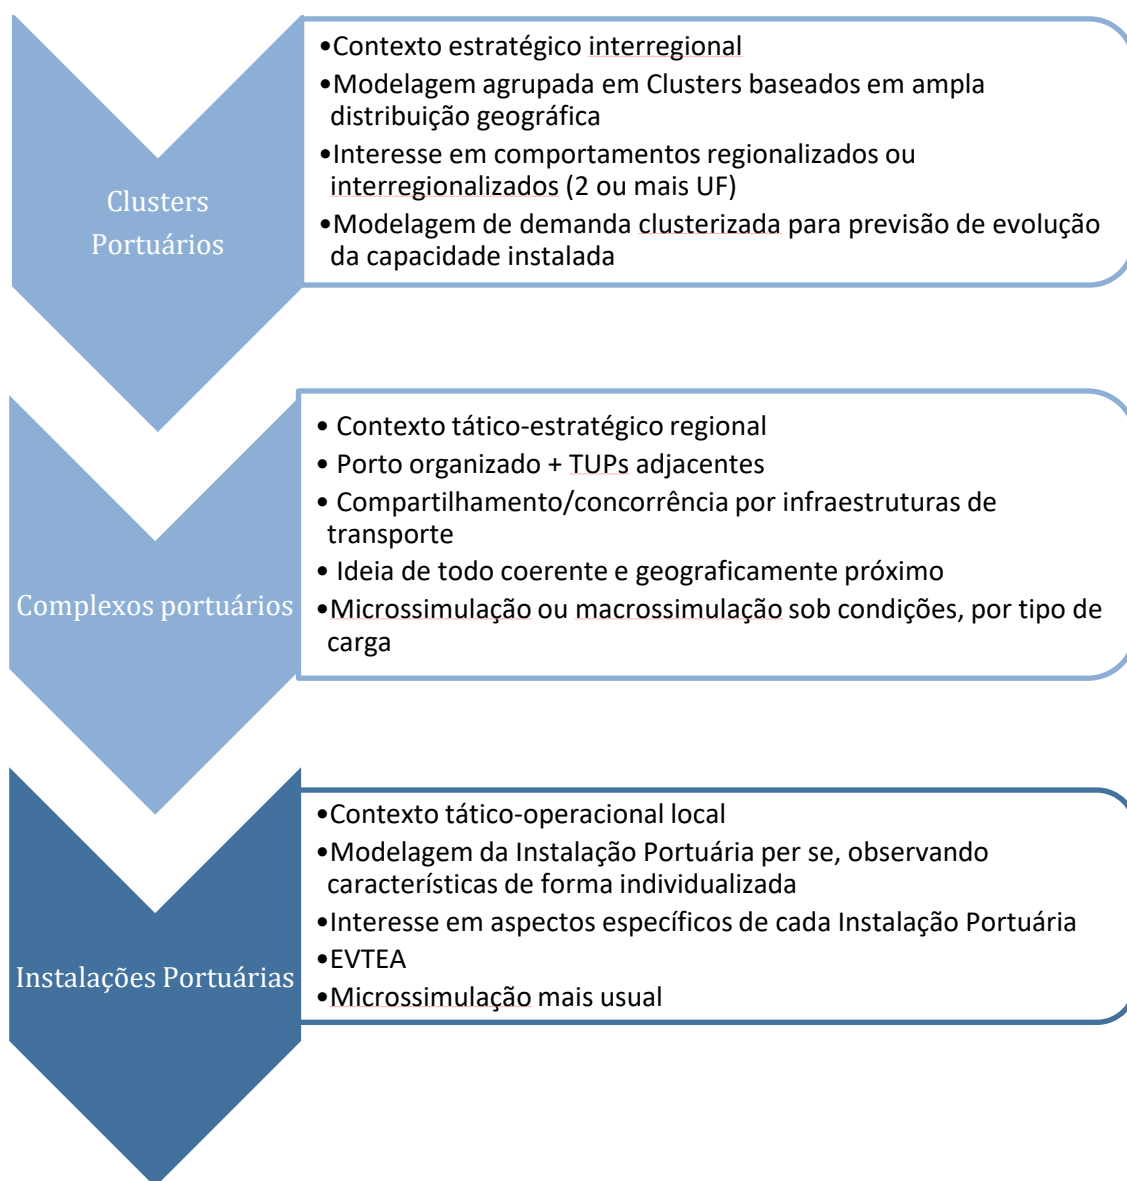 Clusters
Portuários
•Contexto estratégico interregional
•Modelagem agrupada em Clusters baseados em ampla
distribuição geográfica
•Interesse em comportamentos regionalizados ou
interregionalizados (2 ou mais UF)
•Modelagem de demanda clusterizada para previsão de evolução
da capacidade instalada
Complexos portuários
• Contexto tático-estratégico regional
• Porto organizado + TUPs adjacentes
• Compartilhamento/concorrência por infraestruturas de
transporte
• Ideia de todo coerente e geograficamente próximo
•Microssimulação ou macrossimulação sob condições, por tipo de
carga
Instalações Portuárias
•Contexto tático-operacional local
•Modelagem da Instalação Portuária per se, observando
características de forma individualizada
•Interesse em aspectos específicos de cada Instalação Portuária
•EVTEA
•Microssimulação mais usual